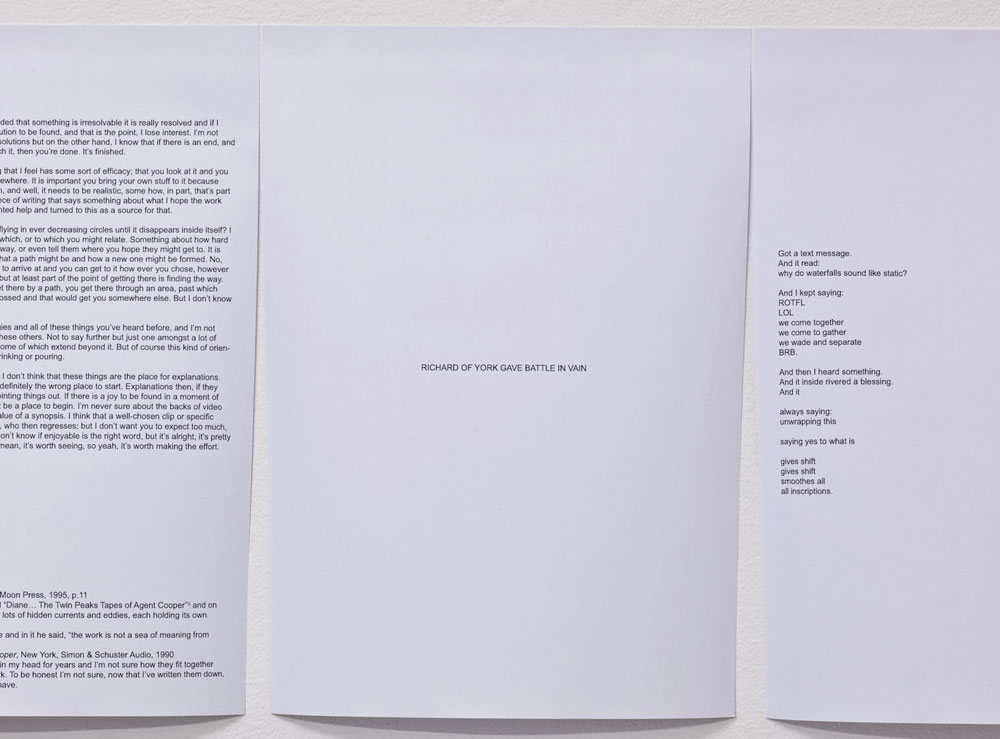 ded that something is irresolvable it is really resolved and if I
ution to be found, and that is the point, I lose interest. I'm not
solutions but on the other hand, I know that if there is an end, and
h it, then you're done. It's finished.
that I feel has some sort of efficacy; that you look at it and you
ewhere. It is important you bring your own stuff to it because
, and well, it needs to be realistic, some how, in part, that's part
ece of writing that says something about what I hope the work
nted help and turned to this as a source for that.
flying in ever decreasing circles until it disappears inside itself? I
which, or to which you might relate. Something about how hard
way, or even tell them where you hope they might get to. It is
hat a path might be and how a new one might be formed. No,
to arrive at and you can get to it how ever you chose, however
but at least part of the point of getting there is finding the way.
t there by a path, you get there through an area, past which
ossed and that would get you somewhere else. But I don't know
gies and all of these things you've heard before, and I'm not
hese others. Not to say further but just one amongst a lot of
ome of which extend beyond it. But of course this kind of orien-
rinking or pouring.
I don't think that these things are the place for explanations.
definitely the wrong place to start. Explanations then, if they
ointing things out. If there is a joy to be found in a moment of
be a place to begin. I'm never sure about the backs of video
alue of a synopsis. I think that a well-chosen clip or specific
, who then regresses; but I don't want you to expect too much,
on't know if enjoyable is the right word, but it's alright, it's pretty
mean, it's worth seeing, so yeah, it's worth making the effort.
Moon Press, 1995, p.11
"Diane… The Twin Peaks Tapes of Agent Cooper" and on
lots of hidden currents and eddies, each holding its own
e and in it he said, "the work is not a sea of meaning from
oper, New York, Simon & Schuster Audio, 1990
in my head for years and I'm not sure how they fit together
k. To be honest I'm not sure, now that I've written them down,
ave.
RICHARD OF YORK GAVE BATTLE IN VAIN
Got a text message.
And it read:
why do waterfalls sound like static?
And I kept saying:
ROTFL
LOL
we come together
we come to gather
we wade and separate
BRB.
And then I heard something.
And it inside rivered a blessing.
And it
always saying:
unwrapping this
saying yes to what is
gives shift
gives shift
smoothes all
all inscriptions.